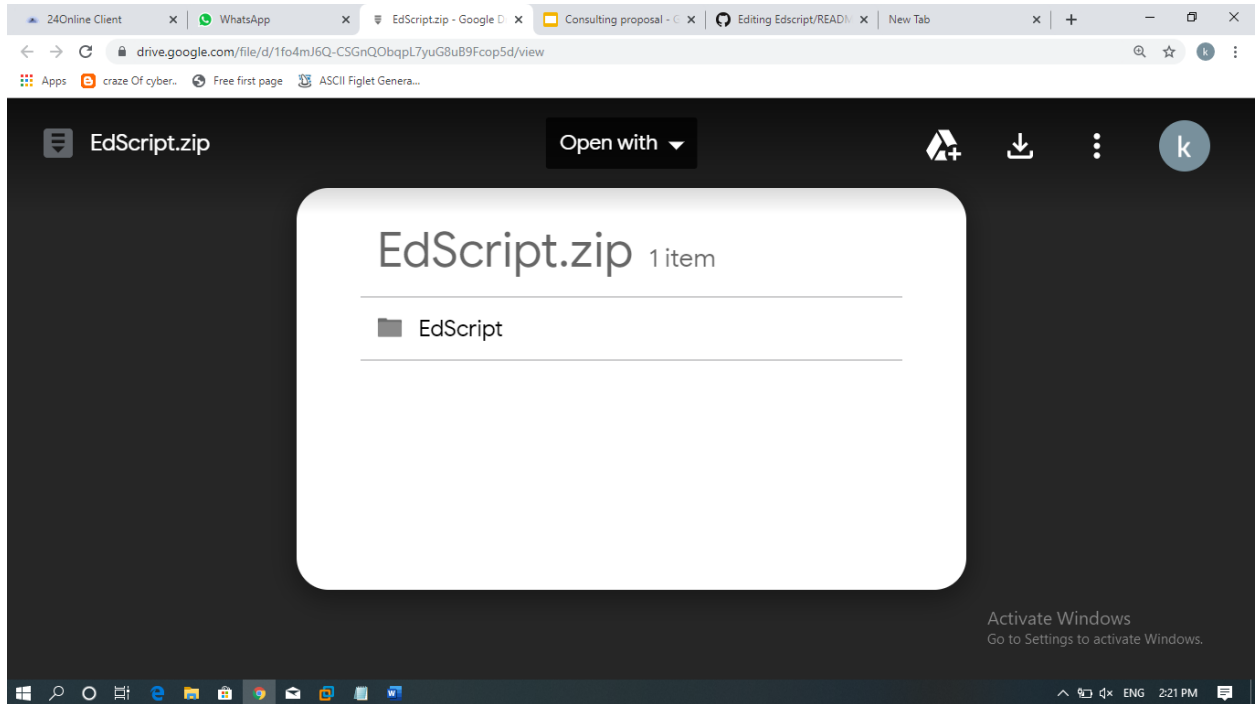 24Online Client
WhatsApp
EdScript.zip - Google D
Consulting proposal - G
Editing Edscript/READM
New Tab
drive.google.com/file/d/1fo4mJ6Q-CSGnQObqpL7yuG8uB9Fcop5d/view
k
Apps craze Of cyber.. Free first page ASCII Figlet Genera...
EdScript.zip
Open with
k
EdScript.zip 1 item
EdScript
Activate Windows
Go to Settings to activate Windows.
ENG 2:21 PM